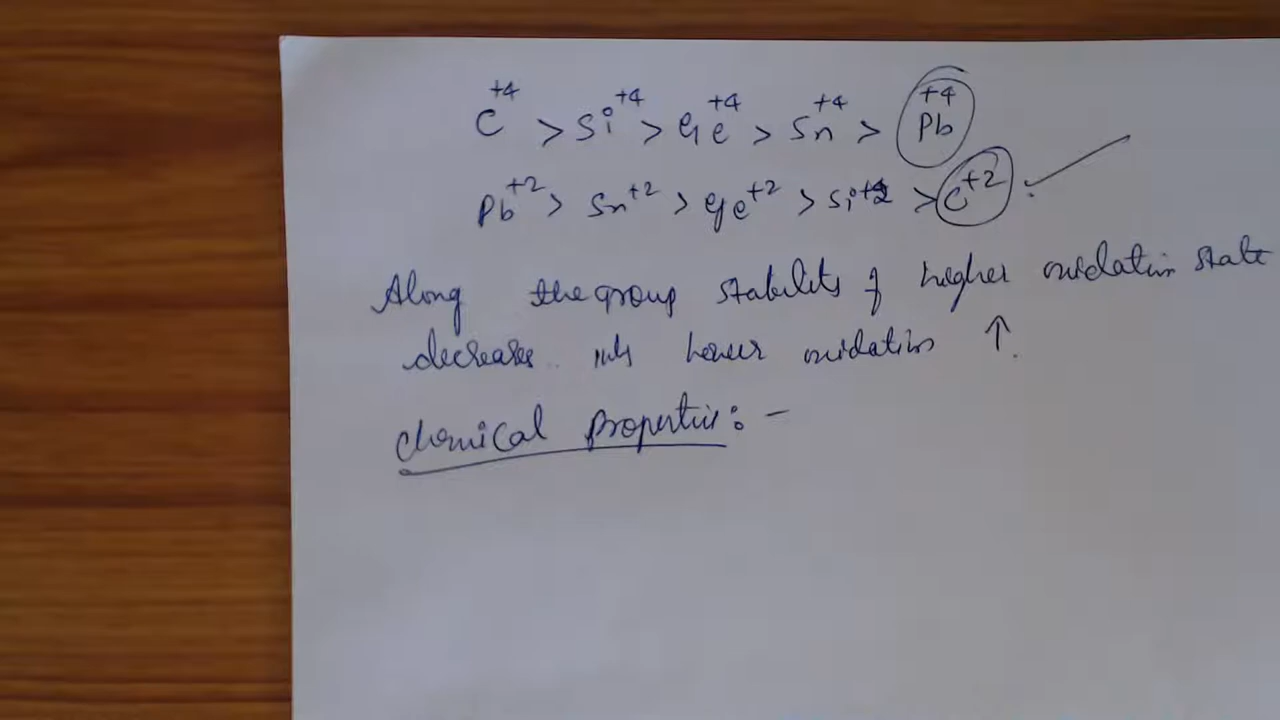 C+4 > Si+4 > Ge+4 > Sn+4 > Pb+4
Pb+2 > Sn+2 > Ge+2 > Si+2 > C+2
Along the group stability of higher oxidation state
decreases lower oxidation ↑.
Chemical Properties: -